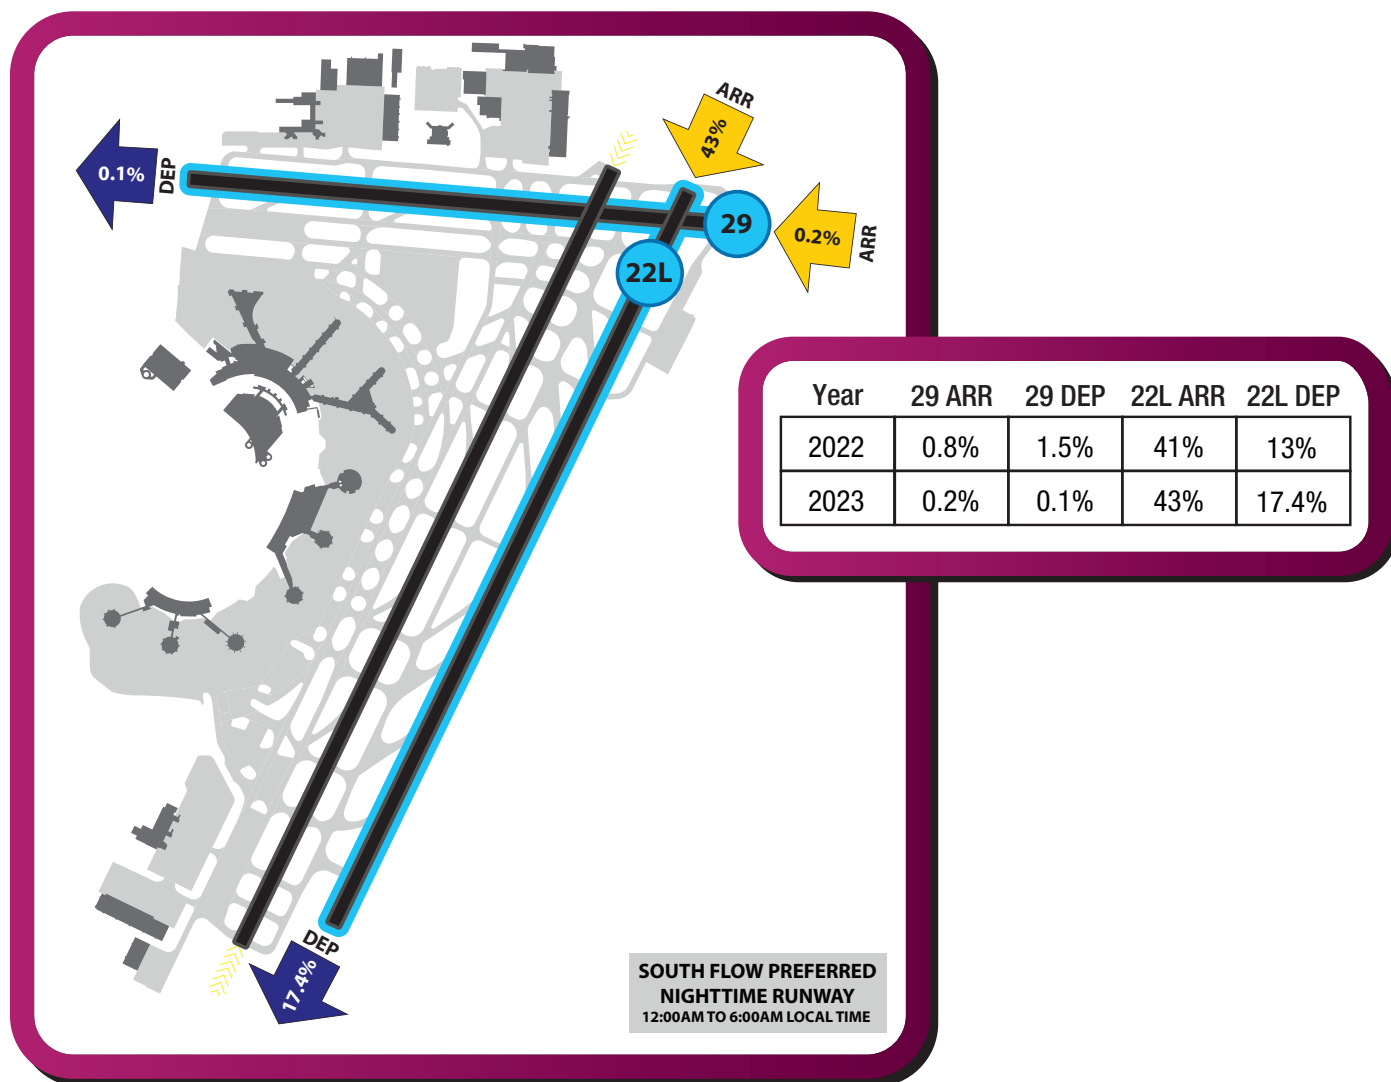 ARR
43%
0.1%
DEP
29
0.2%
ARR
22L
Year 29 ARR 29 DEP 22L ARR 22L DEP
2022 0.8% 1.5% 41% 13%
2023 0.2% 0.1% 43% 17.4%
DEP
17.4%
SOUTH FLOW PREFERRED
NIGHTTIME RUNWAY
12:00AM TO 6:00AM LOCAL TIME